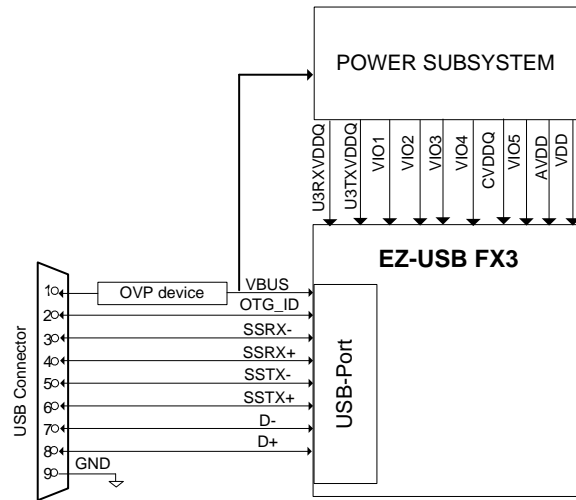 POWER SUBSYSTEM
U3RXVDDQ
U3TXVDDQ
VIO1
VIO2
VIO3
VIO4
CVDDQ
VIO5
AVDD
VDD
EZ-USB FX3
USB-Port
USB Connector
1
OVP device
VBUS
2
OTG_ID
3
SSRX-
4
SSRX+
5
SSTX-
6
SSTX+
7
D-
8
D+
9
GND